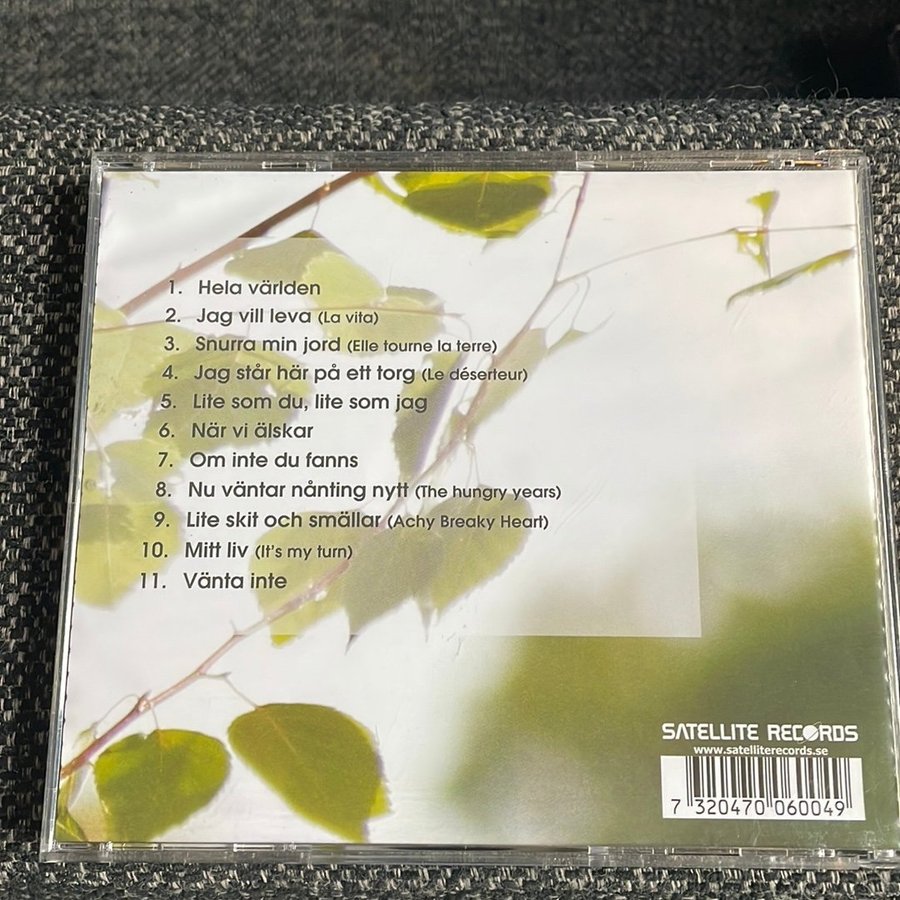 1. Hela världen
2. Jag vill leva (La vita)
3. Snurra min jord (Elle tourne la terre)
4. Jag står här på ett torg (Le déserteur)
5. Lite som du, lite som jag
6. När vi älskar
7. Om inte du fanns
8. Nu väntar nånting nytt (The hungry years)
9. Lite skit och smällar (Achy Breaky Heart)
10. Mitt liv (It's my turn)
11. Vänta inte
SATELLITE RECORDS
www.satelliterecords.se
7 320470 060049